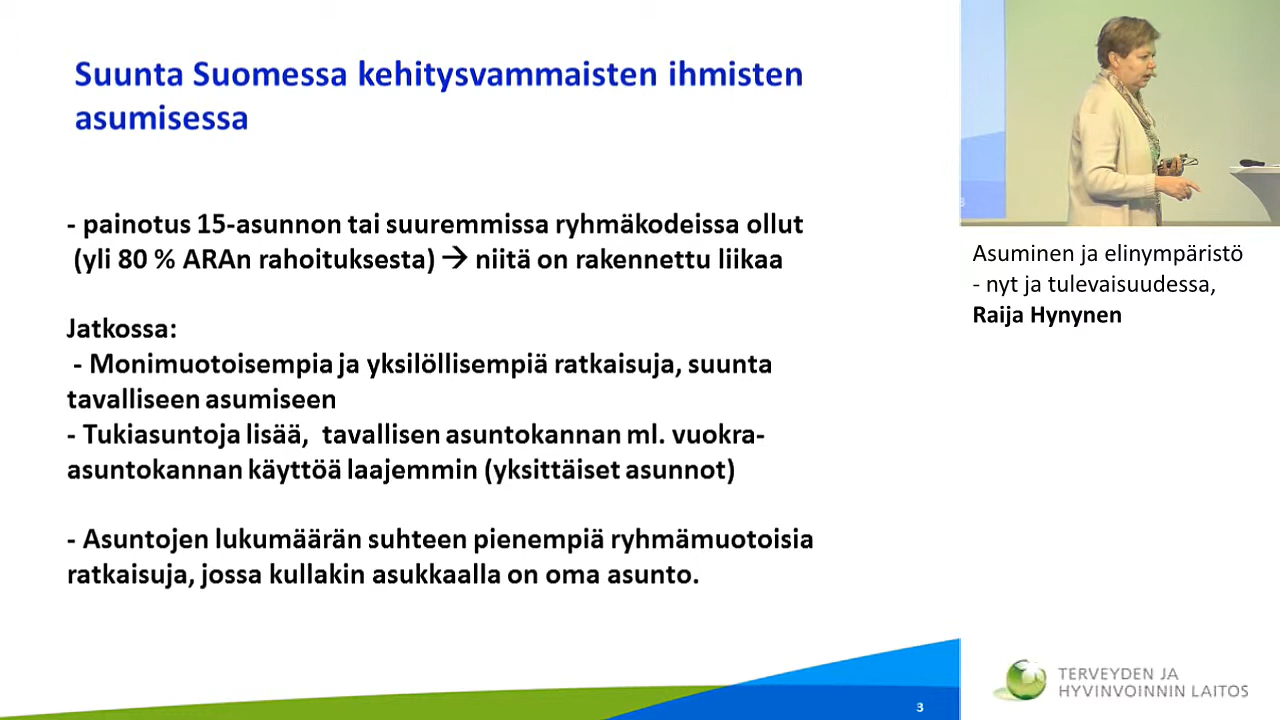 Suunta Suomessa kehitysvammaisten ihmisten
asumisessa
- painotus 15-asunnon tai suuremmissa ryhmäkodeissa ollut
(yli 80 % ARAn rahoituksesta) → niitä on rakennettu liikaa
Jatkossa:
- Monimuotoisempia ja yksilöllisempiä ratkaisuja, suunta
tavalliseen asumiseen
- Tukiasuntoja lisää, tavallisen asuntokannan ml. vuokra-
asuntokannan käyttöä laajemmin (yksittäiset asunnot)
- Asuntojen lukumäärän suhteen pienempiä ryhmämuotoisia
ratkaisuja, jossa kullakin asukkaalla on oma asunto.
3
Asuminen ja elinympäristö
- nyt ja tulevaisuudessa,
Raija Hynynen
TERVEYDEN JA
HYVINVOINNIN LAITOS